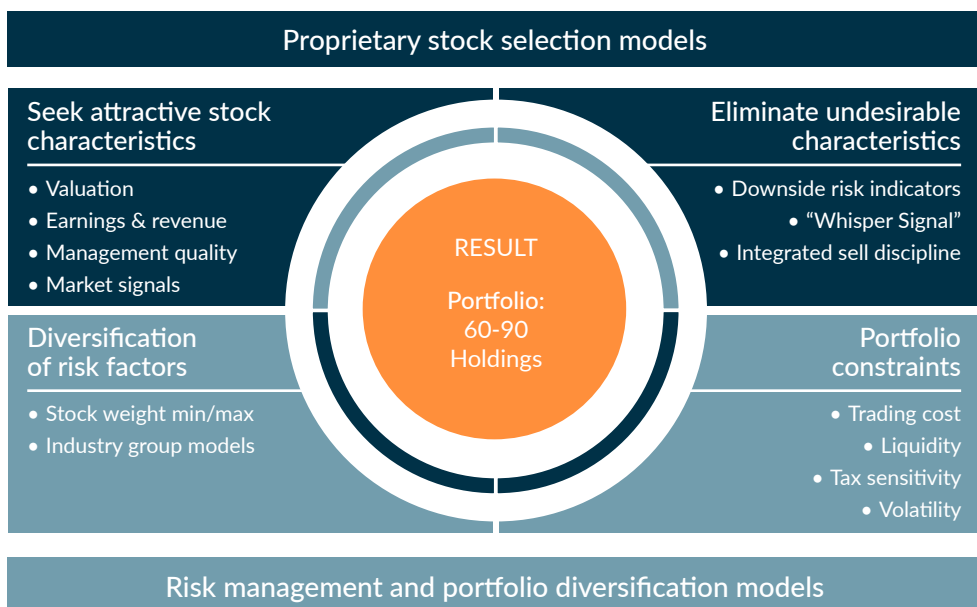 Proprietary stock selection models
Seek attractive stock
characteristics
• Valuation
• Earnings & revenue
• Management quality
• Market signals
Eliminate undesirable
characteristics
• Downside risk indicators
• “Whisper Signal”
• Integrated sell discipline
RESULT
Portfolio:
60-90
Holdings
Diversification
of risk factors
• Stock weight min/max
• Industry group models
Portfolio
constraints
• Trading cost
• Liquidity
• Tax sensitivity
• Volatility
Risk management and portfolio diversification models